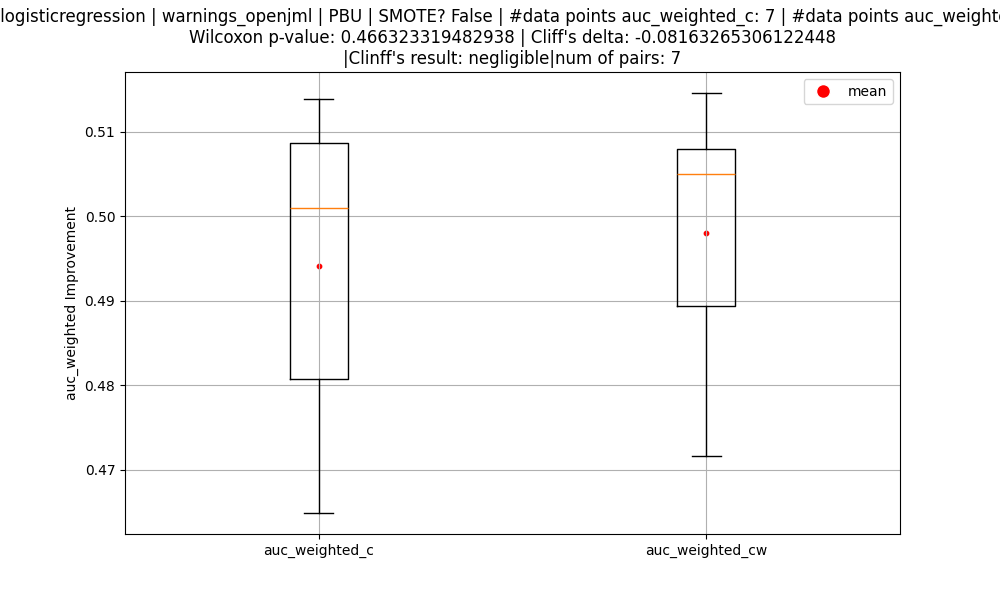 logisticregression | warnings_openjml | PBU | SMOTE? False | #data points auc_weighted_c: 7 | #data points
Wilcoxon p-value: 0.466323319482938 | Cliff's delta: -0.08163265306122448
|Clinff's result: negligible|num of pairs: 7
mean
0.51
0.50
0.49
0.48
0.47
auc_weighted Improvement
auc_weighted_c
auc_weighted_cw